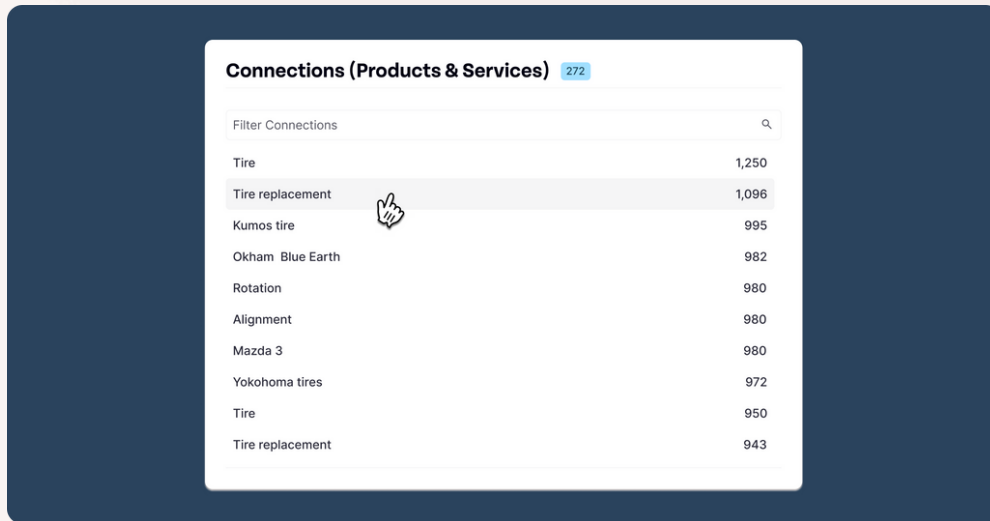 Connections (Products & Services) 272
Filter Connections
Tire 1,250
Tire replacement 1,096
Kumos tire 995
Okham  Blue Earth 982
Rotation 980
Alignment 980
Mazda 3 980
Yokohoma tires 972
Tire 950
Tire replacement 943